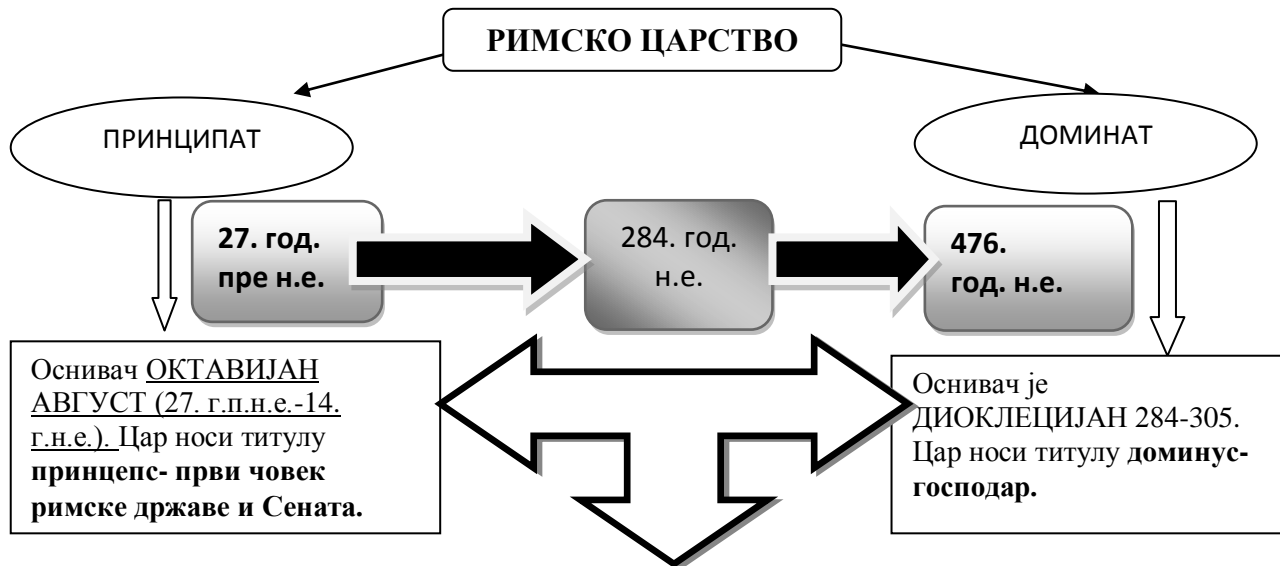 РИМСКО ЦАРСТВО
ПРИНЦИПАТ
ДОМИНАТ
27. год.
пре н.е.
284. год.
н.е.
476.
год. н.е.
Оснивач ОКТАВИЈАН
АВГУСТ (27. г.п.н.е.-14.
г.н.е.). Цар носи титулу
принцепс- први човек
римске државе и Сената.
Оснивач је
ДИОКЛЕЦИЈАН 284-305.
Цар носи титулу доминус-
господар.